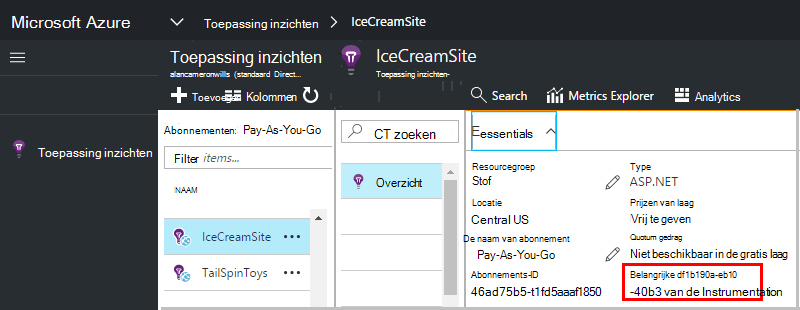 Microsoft Azure
Toepassing inzichten
IceCreamSite
Toepassing inzichten
alancameronwills (standaard Direct...
IceCreamSite
Toepassing inzichten-
Toevoegen
Kolommen
Search
Metrics Explorer
Analytics
Toepassing inzichten
Abonnementen: Pay-As-You-Go
Filter items...
NAAM
IceCreamSite
TailSpinToys
CT zoeken
Overzicht
Eessentials
Resourcegroep
Stof
Type
ASP.NET
Locatie
Central US
Prijzen van laag
Vrij te geven
De naam van abonnement
Pay-As-You-Go
Quotum gedrag
Niet beschikbaar in de gratis laag
Abonnements-ID
46ad75b5-t1fd5aaaf1850
Belangrijke df1b190a-eb10
-40b3 van de Instrumentation